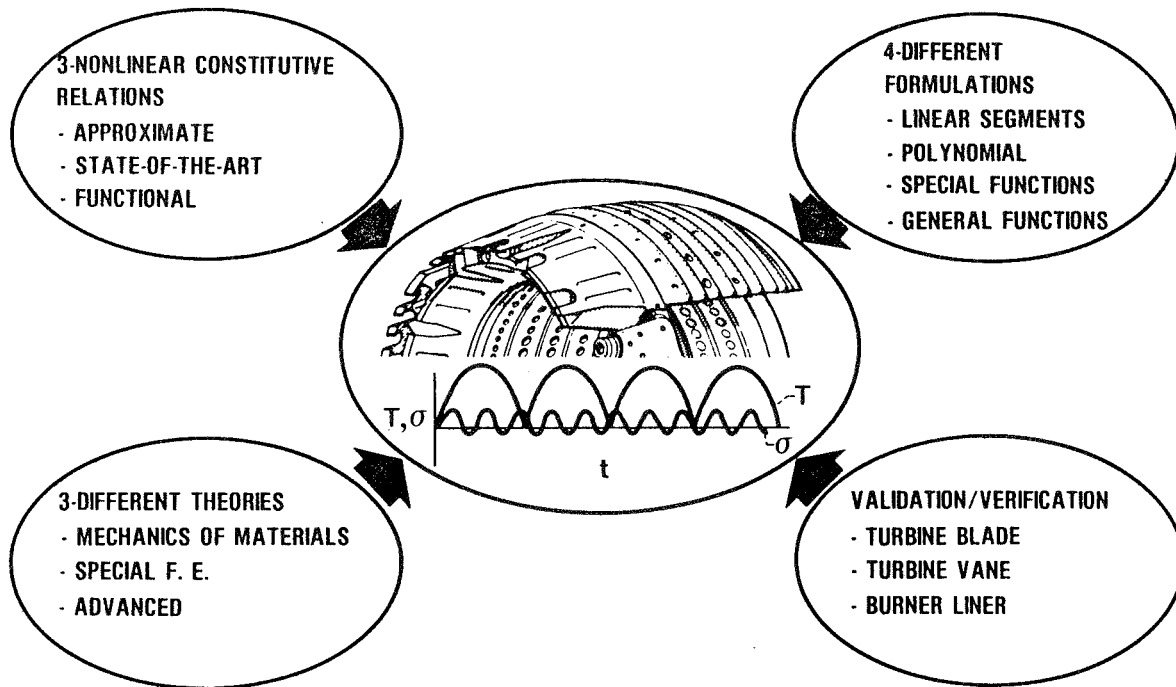 3-NONLINEAR CONSTITUTIVE
RELATIONS
- APPROXIMATE
- STATE-OF-THE-ART
- FUNCTIONAL
4-DIFFERENT
FORMULATIONS
- LINEAR SEGMENTS
- POLYNOMIAL
- SPECIAL FUNCTIONS
- GENERAL FUNCTIONS
T,σ
T
σ
t
3-DIFFERENT THEORIES
- MECHANICS OF MATERIALS
- SPECIAL F. E.
- ADVANCED
VALIDATION/VERIFICATION
- TURBINE BLADE
- TURBINE VANE
- BURNER LINER